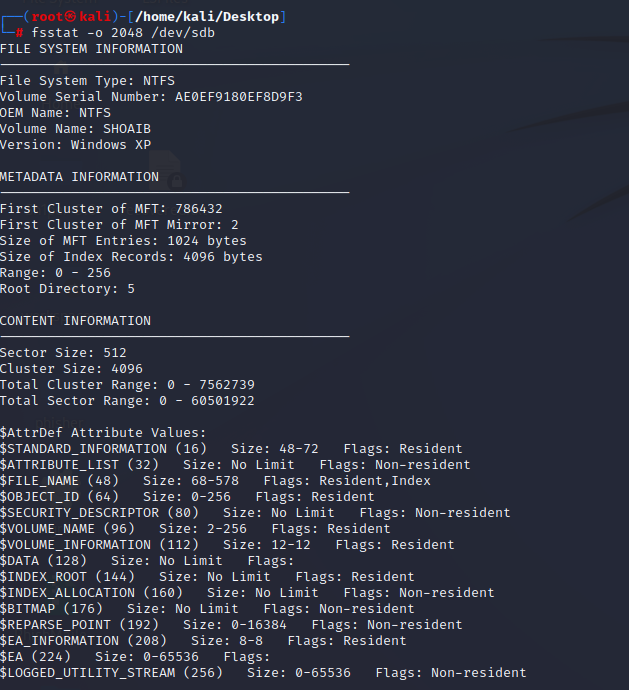 ┌──(root㉿kali)-[/home/kali/Desktop]
└─# fsstat -o 2048 /dev/sdb
FILE SYSTEM INFORMATION
--------------------------------------------
File System Type: NTFS
Volume Serial Number: AE0EF9180EF8D9F3
OEM Name: NTFS
Volume Name: SHOAIB
Version: Windows XP

METADATA INFORMATION
--------------------------------------------
First Cluster of MFT: 786432
First Cluster of MFT Mirror: 2
Size of MFT Entries: 1024 bytes
Size of Index Records: 4096 bytes
Range: 0 - 256
Root Directory: 5

CONTENT INFORMATION
--------------------------------------------
Sector Size: 512
Cluster Size: 4096
Total Cluster Range: 0 - 7562739
Total Sector Range: 0 - 60501922

$AttrDef Attribute Values:
$STANDARD_INFORMATION (16)   Size: 48-72   Flags: Resident
$ATTRIBUTE_LIST (32)   Size: No Limit   Flags: Non-resident
$FILE_NAME (48)   Size: 68-578   Flags: Resident,Index
$OBJECT_ID (64)   Size: 0-256   Flags: Resident
$SECURITY_DESCRIPTOR (80)   Size: No Limit   Flags: Non-resident
$VOLUME_NAME (96)   Size: 2-256   Flags: Resident
$VOLUME_INFORMATION (112)   Size: 12-12   Flags: Resident
$DATA (128)   Size: No Limit   Flags:
$INDEX_ROOT (144)   Size: No Limit   Flags: Resident
$INDEX_ALLOCATION (160)   Size: No Limit   Flags: Non-resident
$BITMAP (176)   Size: No Limit   Flags: Non-resident
$REPARSE_POINT (192)   Size: 0-16384   Flags: Non-resident
$EA_INFORMATION (208)   Size: 8-8   Flags: Resident
$EA (224)   Size: 0-65536   Flags:
$LOGGED_UTILITY_STREAM (256)   Size: 0-65536   Flags: Non-resident